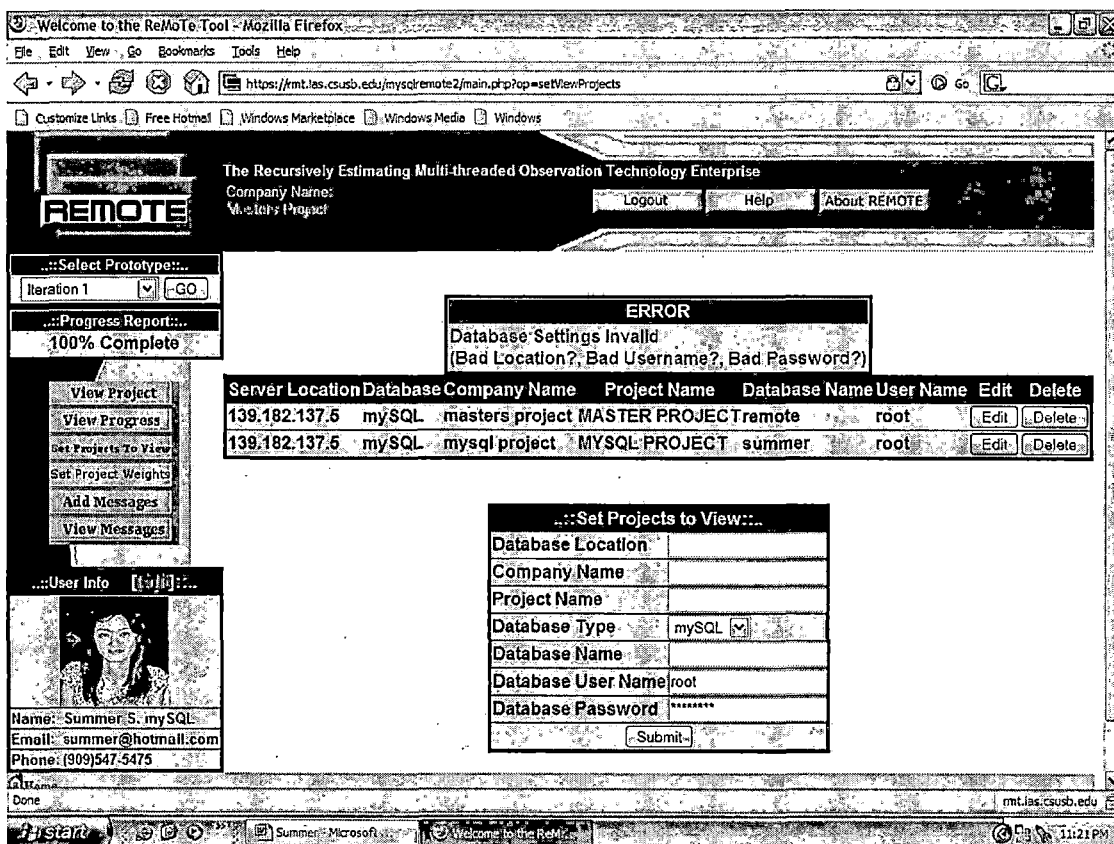 Welcome to the ReMoTe Tool - Mozilla Firefox
File Edit View Go Bookmarks Tools Help
https://rmt.ias.csusb.edu/mysqlremote2/main.php?op=setViewProjects
Go
Customize Links Free Hotmail Windows Marketplace Windows Media Windows
The Recursively Estimating Multi-threaded Observation Technology Enterprise
Company Name:
Masters Project
REMOTE
Logout Help About REMOTE
..::Select Prototype::..
Iteration 1 GO
..::Progress Report::..
100% Complete
ERROR
Database Settings Invalid
(Bad Location?, Bad Username?, Bad Password?)
View Project
View Progress
Set Projects To View
Set Project Weights
Add Messages
View Messages
Server Location Database Company Name Project Name Database Name User Name Edit Delete
139.182.137.5 mySQL masters project MASTER PROJECT remote root Edit Delete
139.182.137.5 mySQL mysql project MYSQL PROJECT summer root Edit Delete
..::Set Projects to View::..
Database Location
Company Name
Project Name
Database Type mySQL
Database Name
Database User Name root
Database Password ********
Submit
..::User Info
Name: Summer S. mySQL
Email: summer@hotmail.com
Phone: (909)547-5475
Home
Done
rmt.ias.csusb.edu
start
Summer - Microsoft
Welcome to the ReM...
11:21 PM